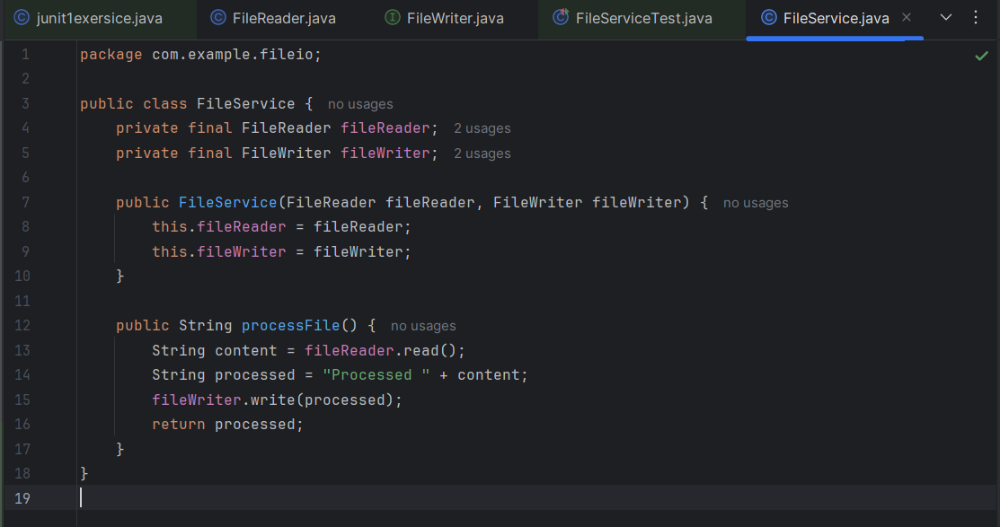 junit1exersice.java FileReader.java FileWriter.java FileServiceTest.java FileService.java
1 package com.example.fileio;
2
3 public class FileService { no usages
4 private final FileReader fileReader; 2 usages
5 private final FileWriter fileWriter; 2 usages
6
7 public FileService(FileReader fileReader, FileWriter fileWriter) { no usages
8 this.fileReader = fileReader;
9 this.fileWriter = fileWriter;
10 }
11
12 public String processFile() { no usages
13 String content = fileReader.read();
14 String processed = "Processed " + content;
15 fileWriter.write(processed);
16 return processed;
17 }
18 }
19